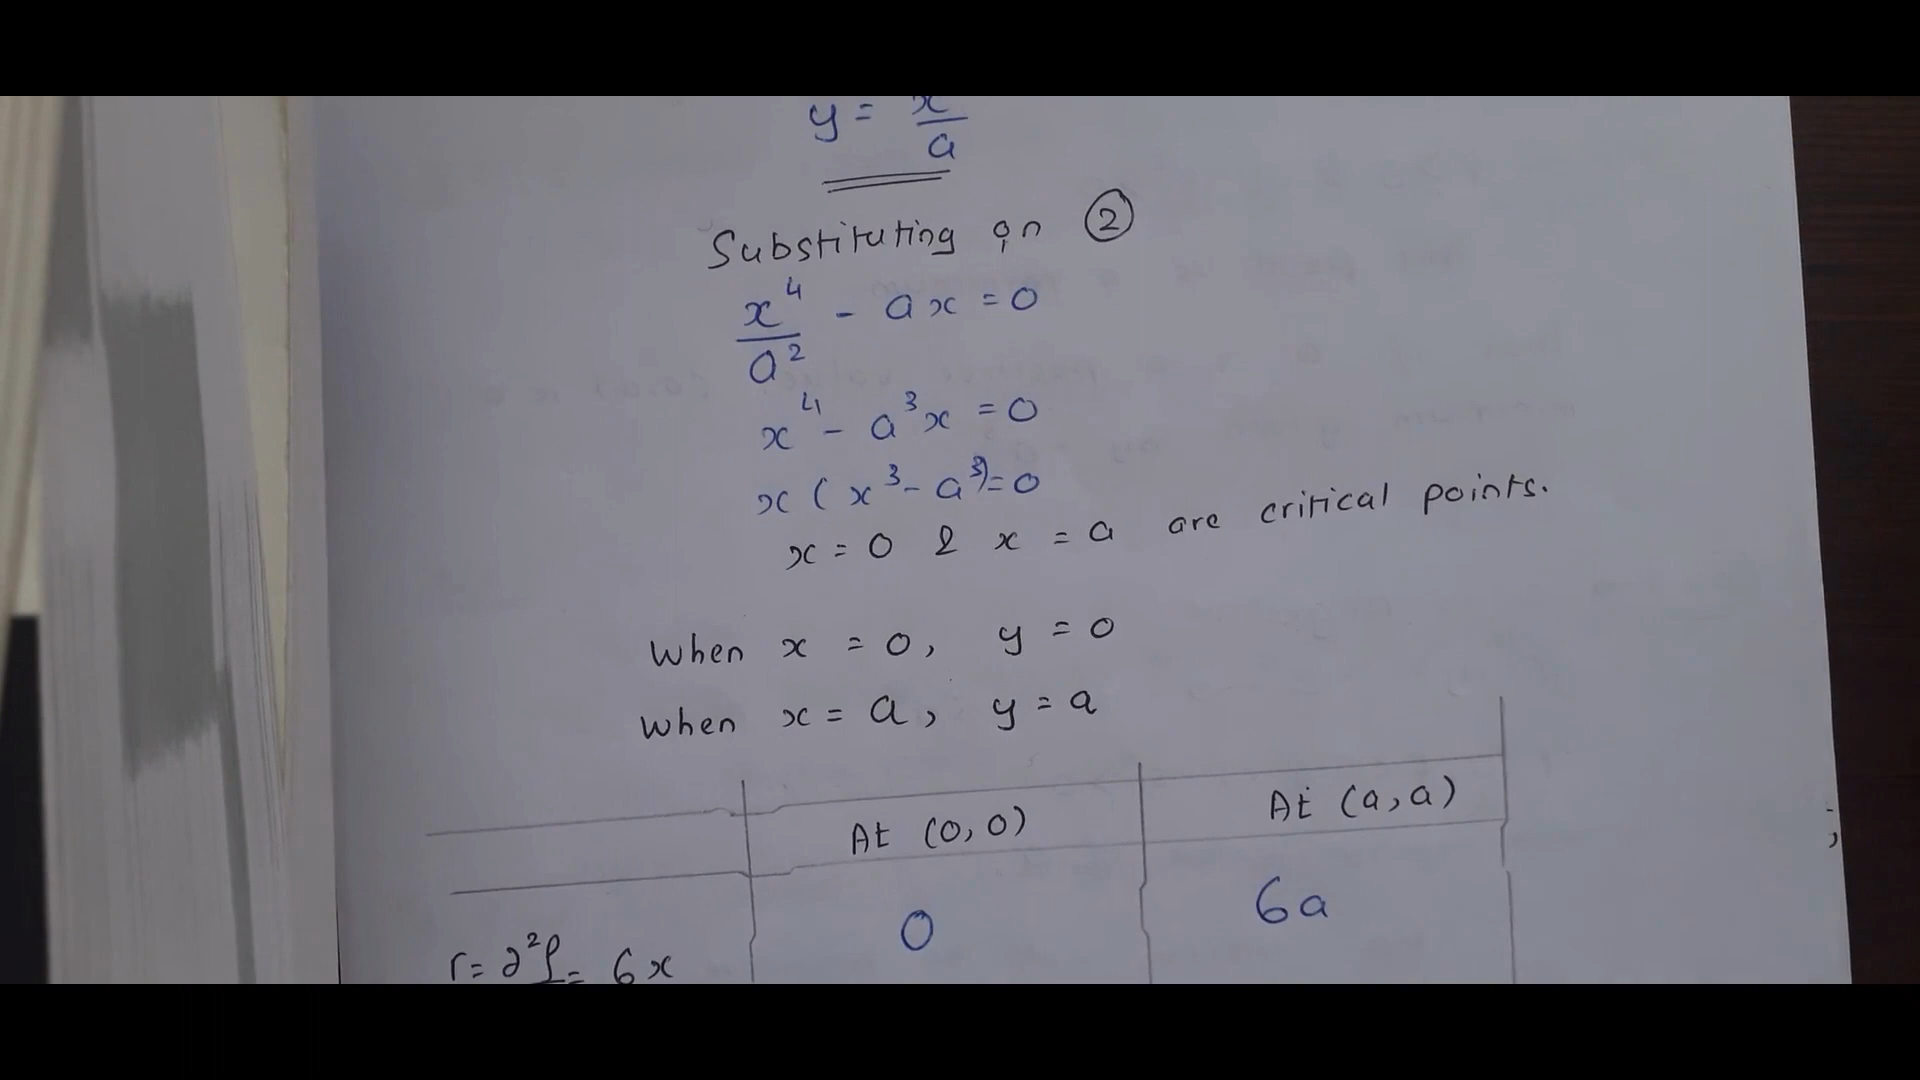 y = x/a
Substituting in ②
x⁴/a² - ax = 0
x⁴ - a³x = 0
x(x³ - a³) = 0
x = 0 & x = a are critical points.
When x = 0, y = 0
When x = a, y = a
At (0,0) At (a,a)
r = ∂²f = 6x 0 6a